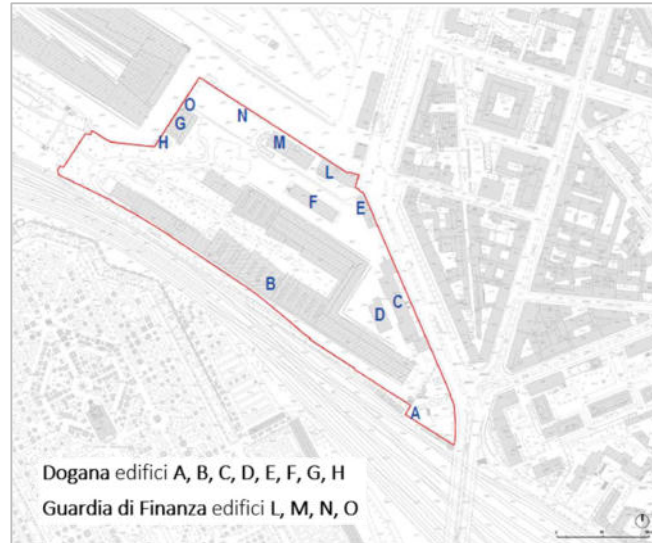 O
N
G
H
M
L
F
E
B
C
D
A
Dogana edifici A, B, C, D, E, F, G, H
Guardia di Finanza edifici L, M, N, O